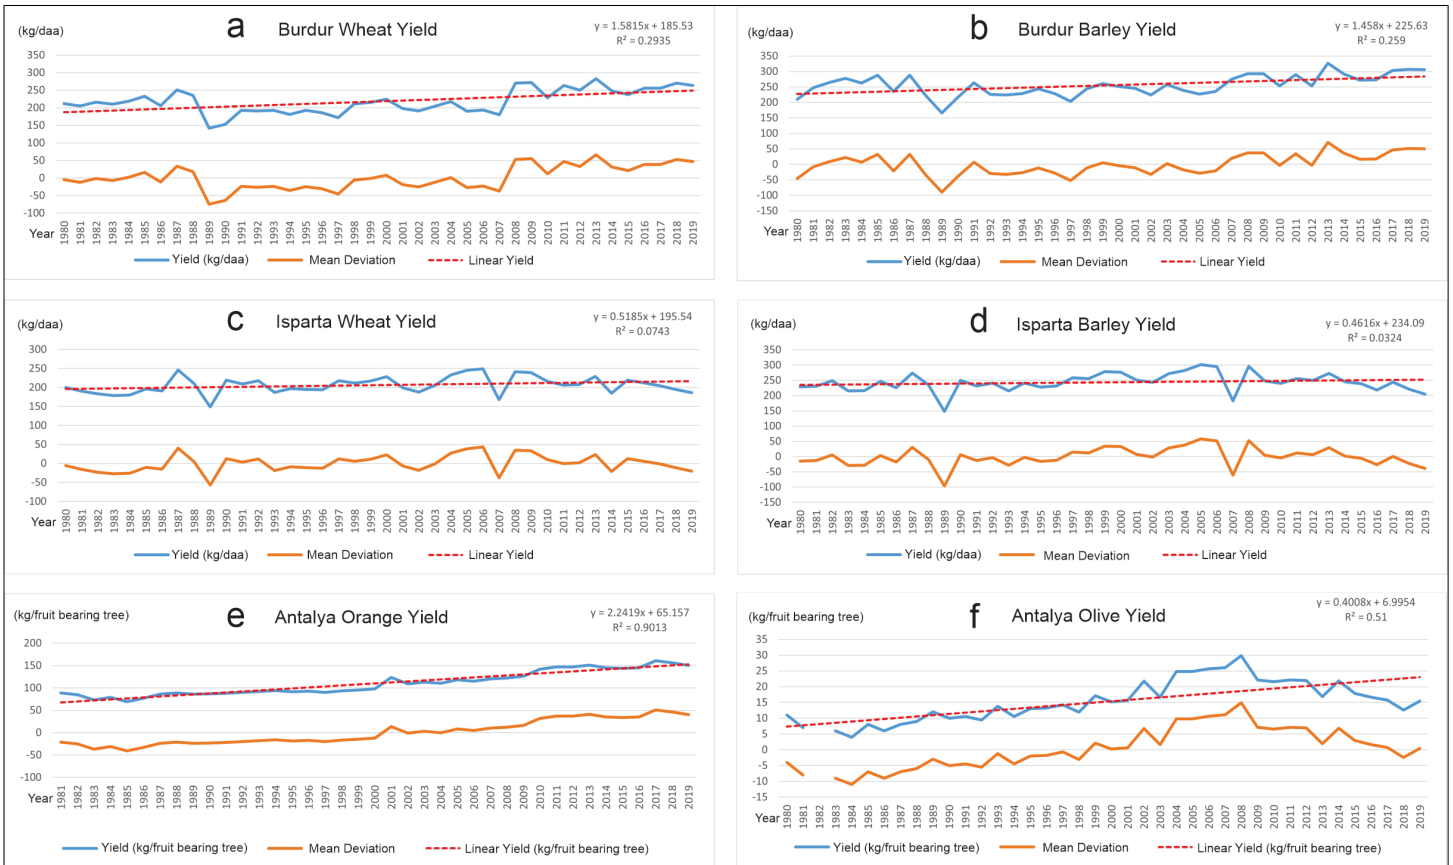 (kg/daa)
a
Burdur Wheat Yield
y = 1.5815x + 185.53
R² = 0.2935
350
300
250
200
150
100
50
0
-50
-100
Year
1980 1981 1982 1983 1984 1985 1986 1987 1988 1989 1990 1991 1992 1993 1994 1995 1996 1997 1998 1999 2000 2001 2002 2003 2004 2005 2006 2007 2008 2009 2010 2011 2012 2013 2014 2015 2016 2017 2018 2019
Yield (kg/daa) Mean Deviation Linear Yield
(kg/daa)
b
Burdur Barley Yield
y = 1.458x + 225.63
R² = 0.259
350
300
250
200
150
100
50
0
-50
-100
-150
Year
1980 1981 1982 1983 1984 1985 1986 1987 1988 1989 1990 1991 1992 1993 1994 1995 1996 1997 1998 1999 2000 2001 2002 2003 2004 2005 2006 2007 2008 2009 2010 2011 2012 2013 2014 2015 2016 2017 2018 2019
Yield (kg/daa) Mean Deviation Linear Yield
(kg/daa)
c
Isparta Wheat Yield
y = 0.5185x + 195.54
R² = 0.0743
300
250
200
150
100
50
0
-50
-100
Year
1980 1981 1982 1983 1984 1985 1986 1987 1988 1989 1990 1991 1992 1993 1994 1995 1996 1997 1998 1999 2000 2001 2002 2003 2004 2005 2006 2007 2008 2009 2010 2011 2012 2013 2014 2015 2016 2017 2018 2019
Yield (kg/daa) Mean Deviation Linear Yield
(kg/daa)
d
Isparta Barley Yield
y = 0.4616x + 234.09
R² = 0.0324
350
300
250
200
150
100
50
0
-50
-100
-150
Year
1980 1981 1982 1983 1984 1985 1986 1987 1988 1989 1990 1991 1992 1993 1994 1995 1996 1997 1998 1999 2000 2001 2002 2003 2004 2005 2006 2007 2008 2009 2010 2011 2012 2013 2014 2015 2016 2017 2018 2019
Yield (kg/daa) Mean Deviation Linear Yield
(kg/fruit bearing tree)
e
Antalya Orange Yield
y = 2.2419x + 65.157
R² = 0.9013
200
150
100
50
0
-50
-100
Year
1981 1982 1983 1984 1985 1986 1987 1988 1989 1990 1991 1992 1993 1994 1995 1996 1997 1998 1999 2000 2001 2002 2003 2004 2005 2006 2007 2008 2009 2010 2011 2012 2013 2014 2015 2016 2017 2018 2019
Yield (kg/fruit bearing tree) Mean Deviation Linear Yield (kg/fruit bearing tree)
(kg/fruit bearing tree)
f
Antalya Olive Yield
y = 0.4008x + 6.9954
R² = 0.51
35
30
25
20
15
10
5
0
-5
-10
-15
Year
1980 1981 1982 1983 1984 1985 1986 1987 1988 1989 1990 1991 1992 1993 1994 1995 1996 1997 1998 1999 2000 2001 2002 2003 2004 2005 2006 2007 2008 2009 2010 2011 2012 2013 2014 2015 2016 2017 2018 2019
Yield (kg/fruit bearing tree) Mean Deviation Linear Yield (kg/fruit bearing tree)